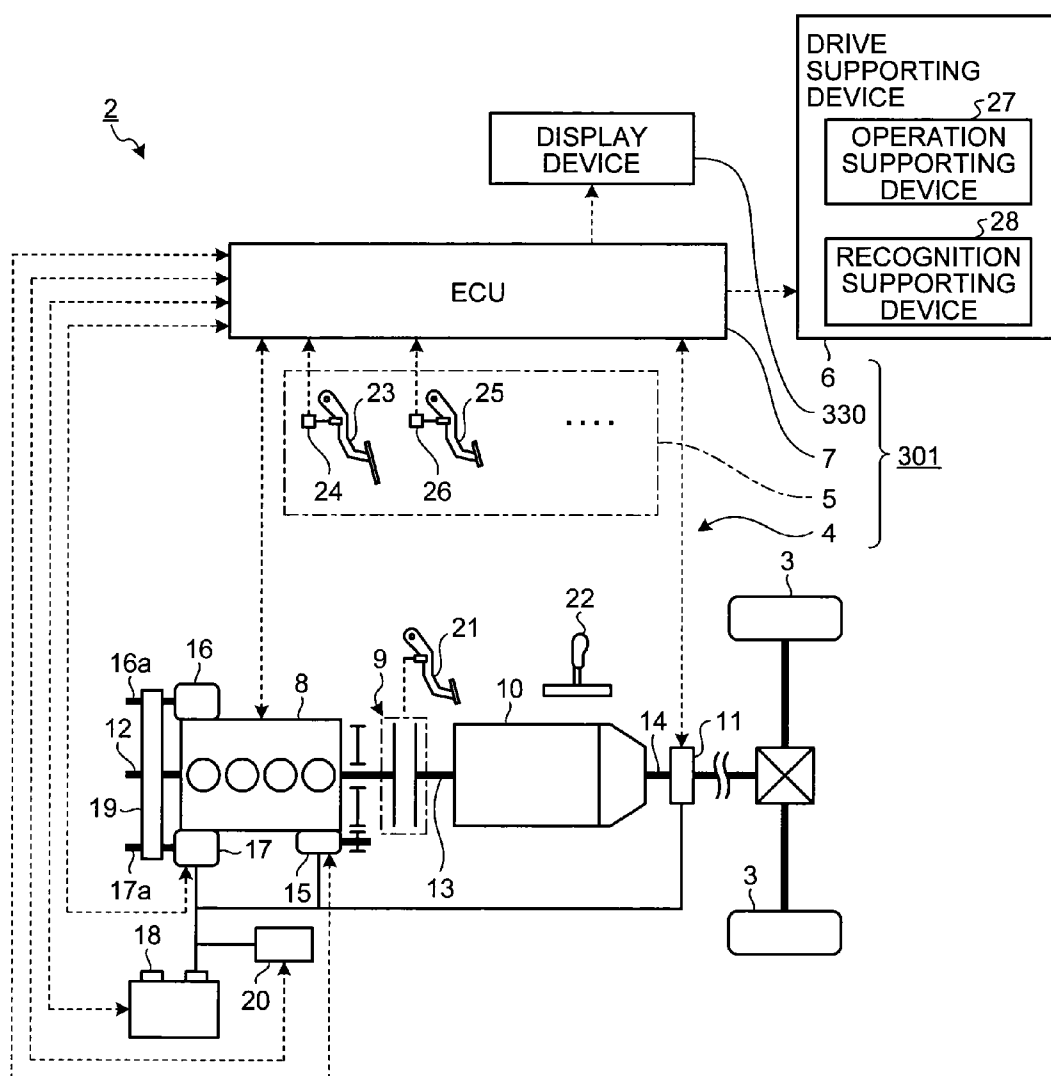 2
DISPLAY
DEVICE
DRIVE
SUPPORTING
DEVICE
27
OPERATION
SUPPORTING
DEVICE
28
RECOGNITION
SUPPORTING
DEVICE
ECU
6
330
7
5
4
301
23
24
25
26
....
3
22
21
9
16
16a
8
10
14
11
12
19
17
17a
15
13
3
18
20